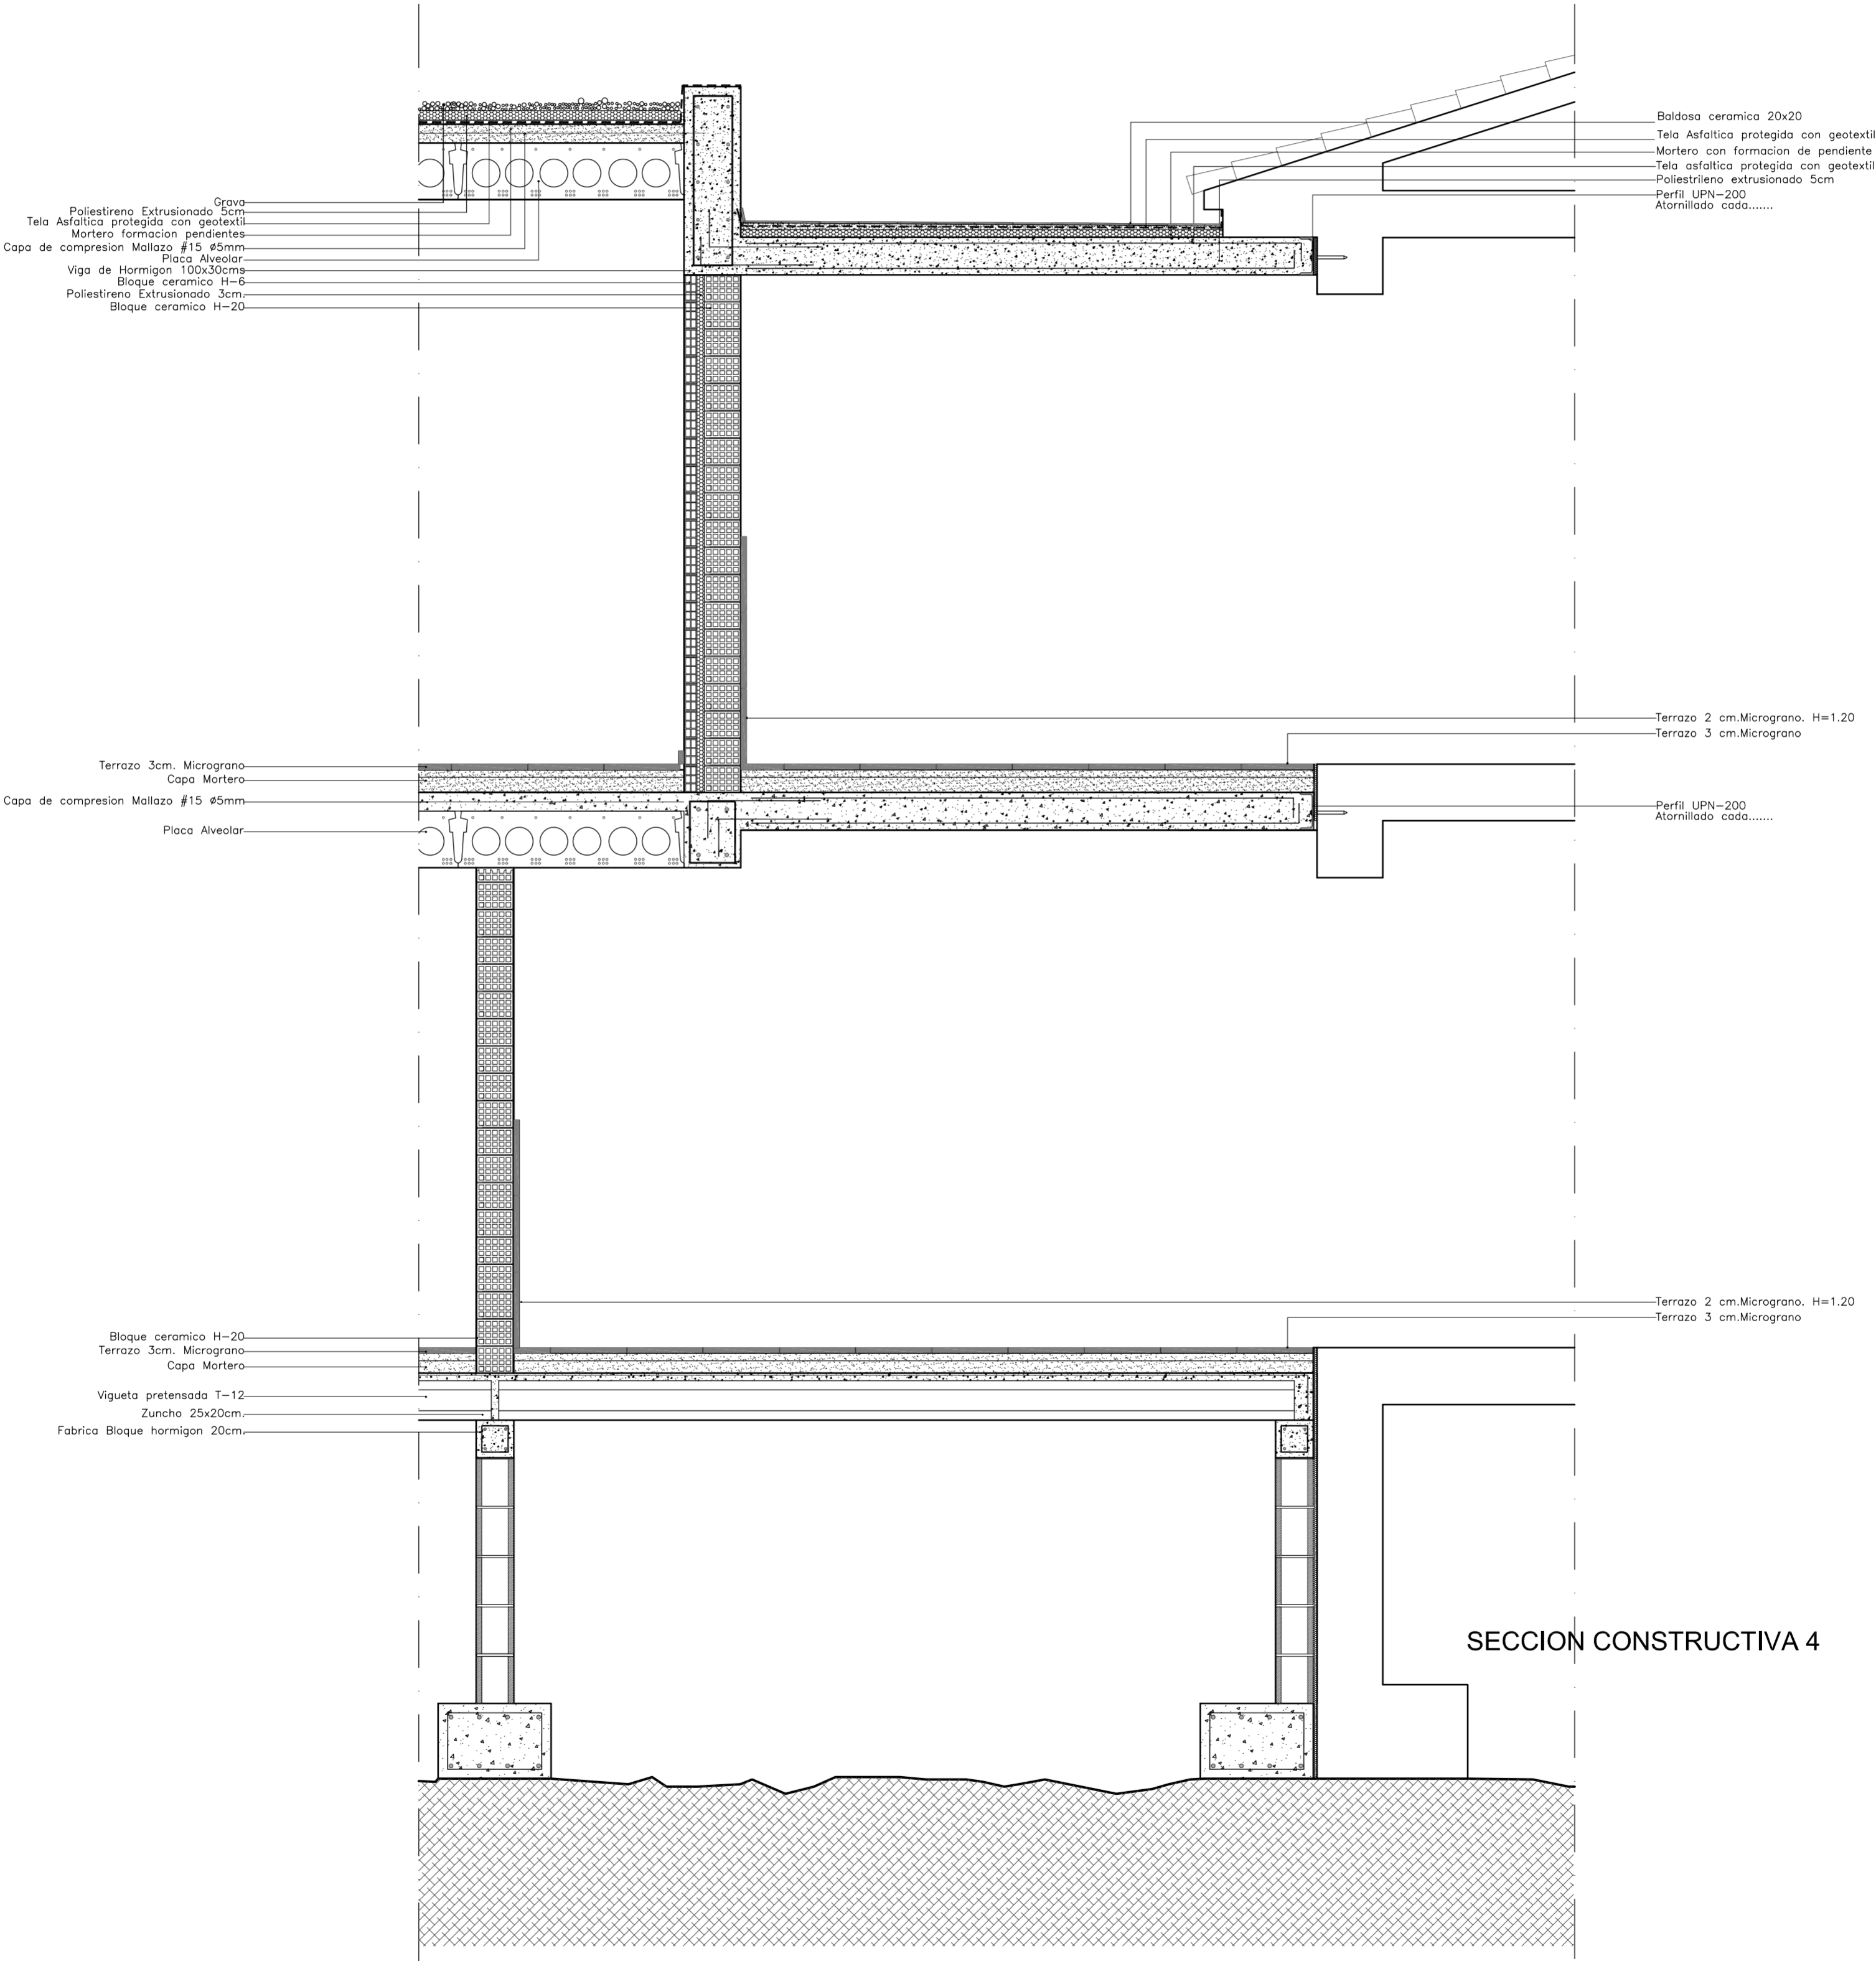 Grava
Poliestireno Extrusionado 5cm
Tela Asfaltica protegida con geotextil
Mortero formacion pendientes
Capa de compresion Mallazo #15 ø5mm
Placa Alveolar
Viga de Hormigon 100x30cms
Bloque ceramico H-6
Poliestireno Extrusionado 3cm.
Bloque ceramico H-20
Baldosa ceramica 20x20
Tela Asfaltica protegida con geotextil
Mortero con formacion de pendiente
Tela asfaltica protegida con geotextil
Poliestrileno extrusionado 5cm
Perfil UPN-200
Atornillado cada.......
Terrazo 2 cm.Micrograno. H=1.20
Terrazo 3 cm.Micrograno
Terrazo 3cm. Micrograno
Capa Mortero
Capa de compresion Mallazo #15 ø5mm
Placa Alveolar
Perfil UPN-200
Atornillado cada.......
Terrazo 2 cm.Micrograno. H=1.20
Terrazo 3 cm.Micrograno
Bloque ceramico H-20
Terrazo 3cm. Micrograno
Capa Mortero
Vigueta pretensada T-12
Zuncho 25x20cm.
Fabrica Bloque hormigon 20cm.
SECCION CONSTRUCTIVA 4